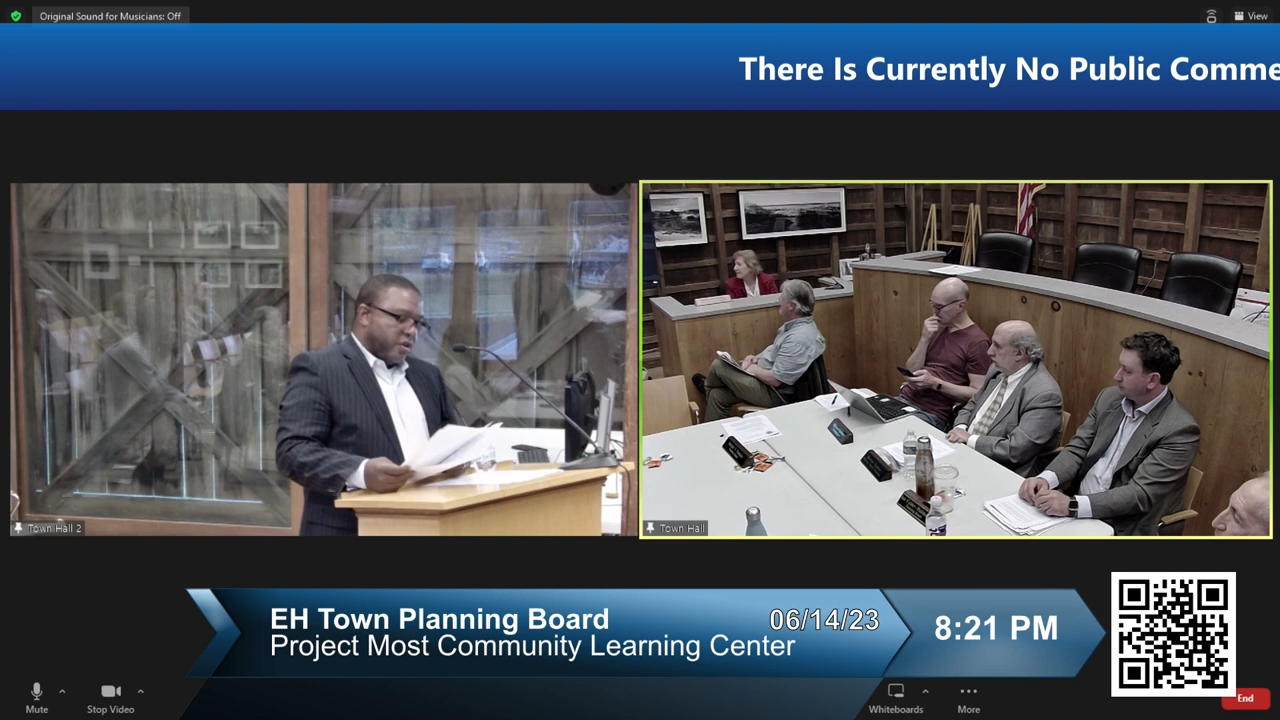 Original Sound for Musicians: Off
View
There Is Currently No Public Comme
Town Hall 2
Town Hall
EH Town Planning Board
06/14/23
8:21 PM
Project Most Community Learning Center
Mute
Stop Video
Whiteboards
More
End